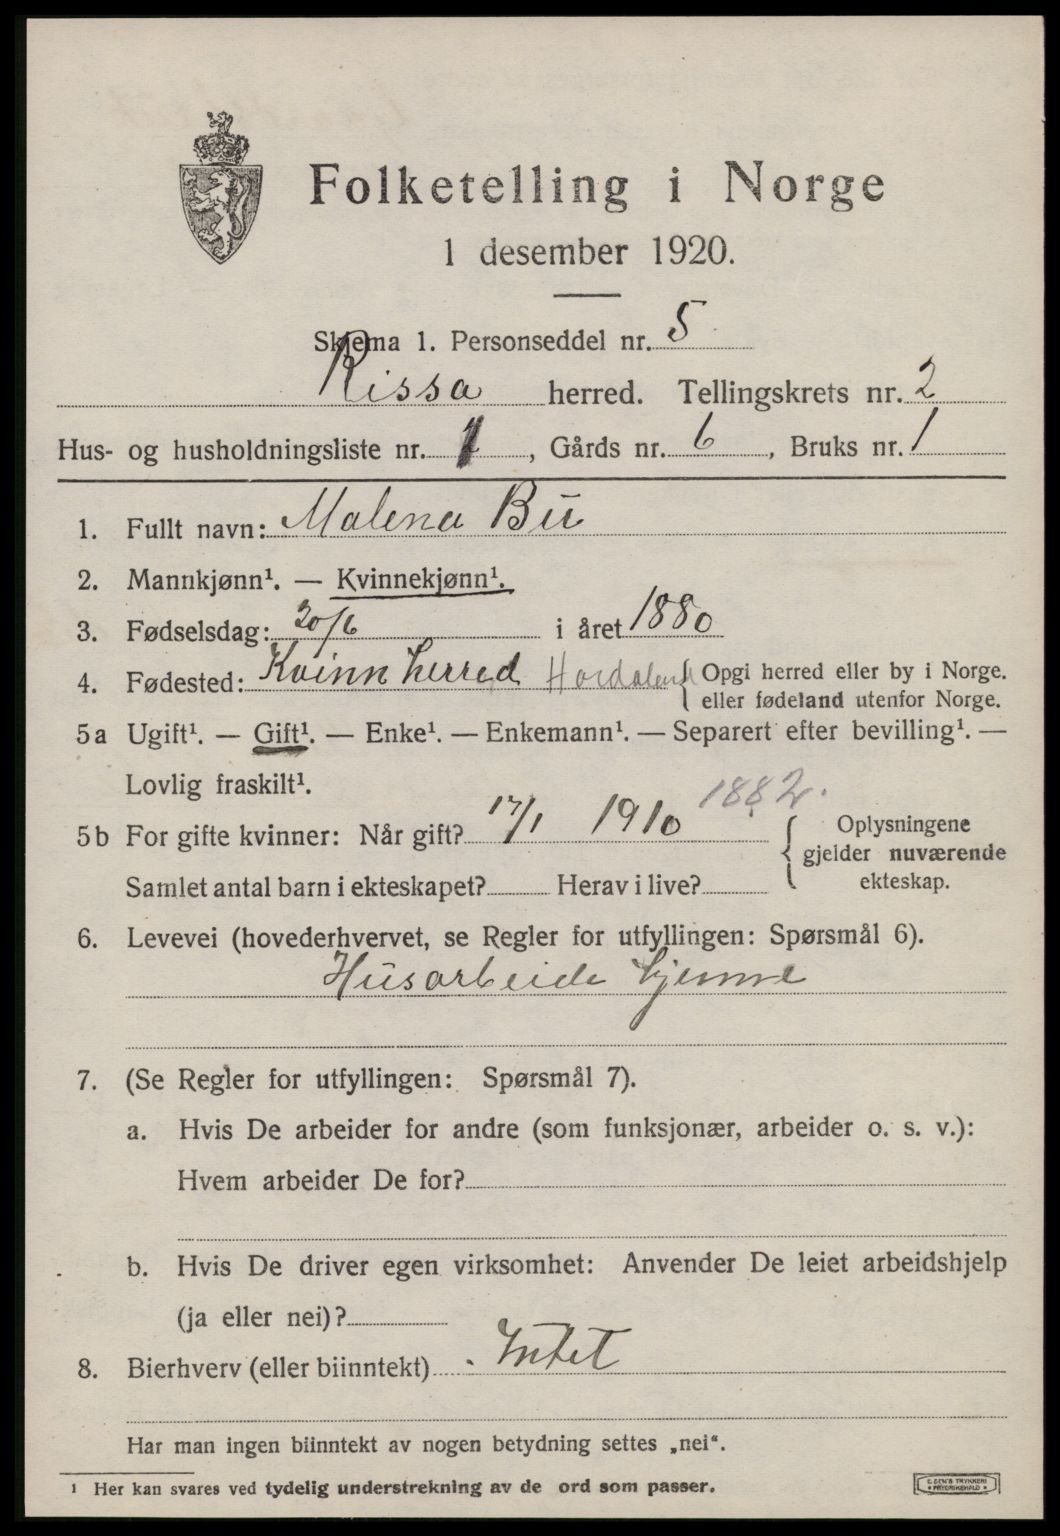 Folketelling i Norge
1 desember 1920.
Skjema 1. Personseddel nr. 5
Rissa herred. Tellingskrets nr. 2
Hus- og husholdningsliste nr. 1, Gårds nr. 6, Bruks nr. 1
1. Fullt navn: Malena Bu
2. Mannkjønn¹. — Kvinnekjønn¹.
3. Fødselsdag: 20/6 i året 1880
4. Fødested: Kvinnherred Hordaland { Opgi herred eller by i Norge.
eller fødeland utenfor Norge.
5a Ugift¹. — Gift¹. — Enke¹. — Enkemann¹. — Separert efter bevilling¹. —
Lovlig fraskilt¹.
1882.
5b For gifte kvinner: Når gift? 17/1 1910
Samlet antal barn i ekteskapet? Herav i live?
{ Oplysningene
gjelder nuværende
ekteskap.
6. Levevei (hovederhvervet, se Regler for utfyllingen: Spørsmål 6).
Husarbeide hjemme
7. (Se Regler for utfyllingen: Spørsmål 7).
a. Hvis De arbeider for andre (som funksjonær, arbeider o. s. v.):
Hvem arbeider De for?
b. Hvis De driver egen virksomhet: Anvender De leiet arbeidshjelp
(ja eller nei)?
8. Bierhverv (eller biinntekt) Intet
Har man ingen biinntekt av nogen betydning settes „nei“.
¹ Her kan svares ved tydelig understrekning av de ord som passer.
E. SEM'S TRYKKERI
• FREDRIKSHALD •